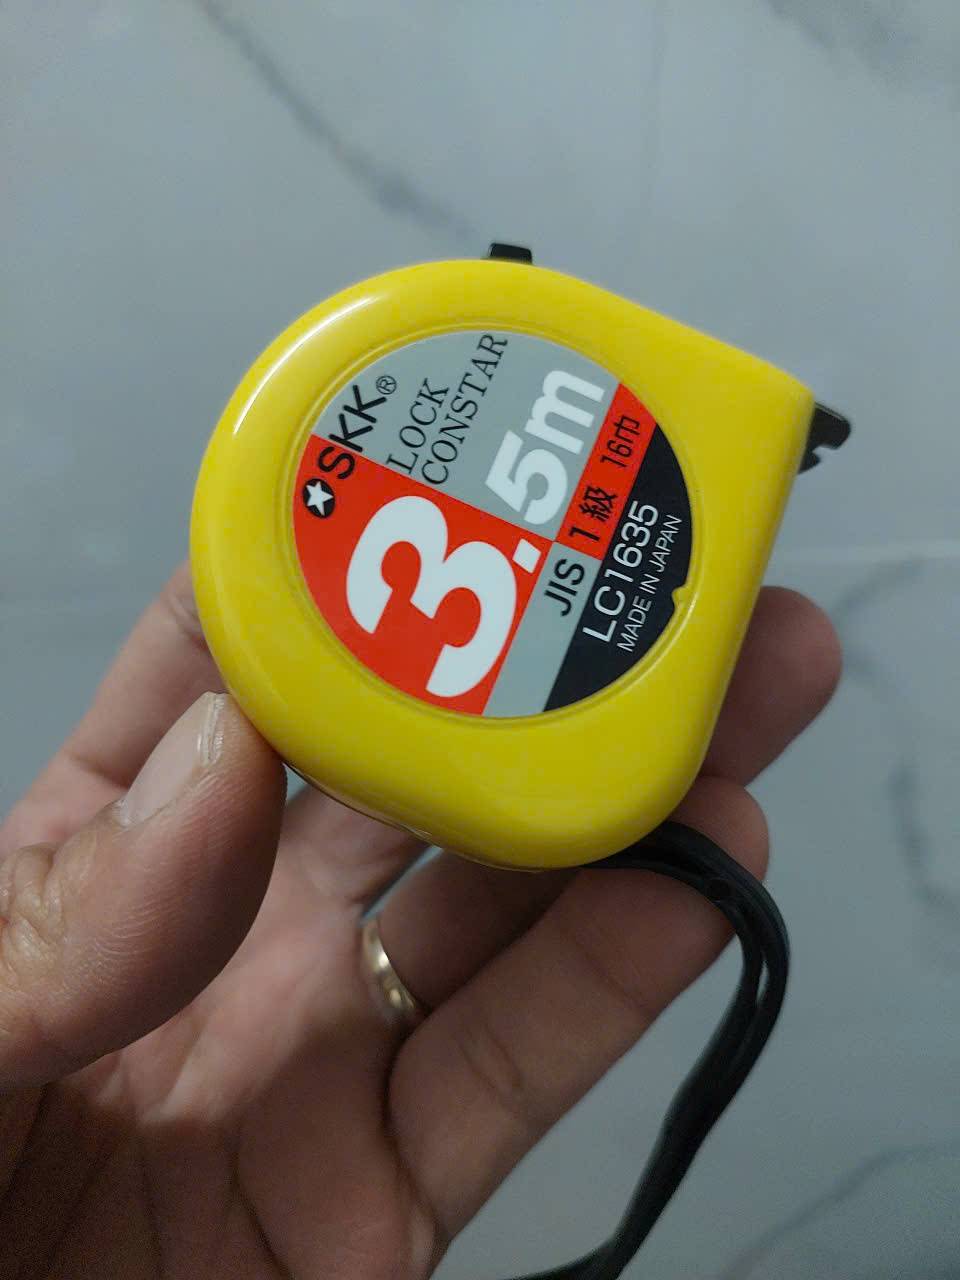 SKK®
LOCK
CONSTAR
3.5m
JIS 1級 16巾
LC1635
MADE IN JAPAN